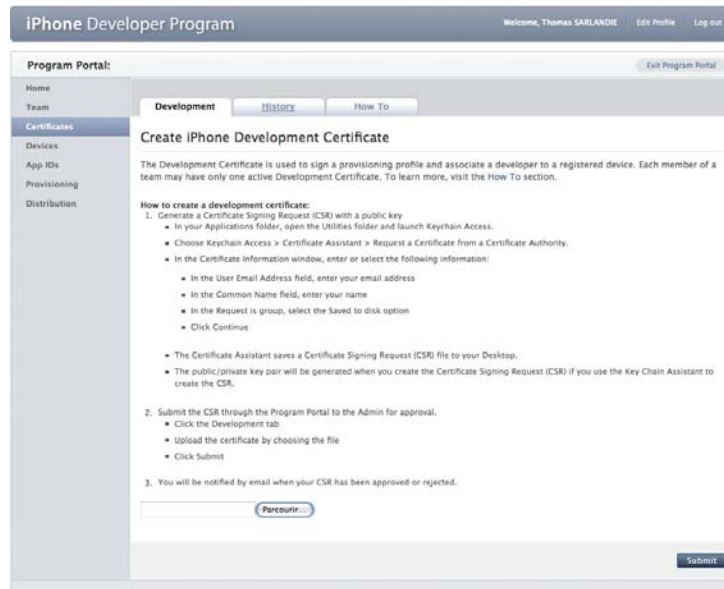 iPhone Developer Program
Welcome, Thomas SARLANDIE Edit Profile Log out
Program Portal:
Exit Program Portal
Home
Team
Certificates
Devices
App IDs
Provisioning
Distribution
Development History How To
Create iPhone Development Certificate
The Development Certificate is used to sign a provisioning profile and associate a developer to a registered device. Each member of a
team may have only one active Development Certificate. To learn more, visit the How To section.
How to create a development certificate:
1. Generate a Certificate Signing Request (CSR) with a public key
▪ In your Applications folder, open the Utilities folder and launch Keychain Access.
▪ Choose Keychain Access > Certificate Assistant > Request a Certificate from a Certificate Authority.
▪ In the Certificate Information window, enter or select the following information:
▪ In the User Email Address field, enter your email address
▪ In the Common Name field, enter your name
▪ In the Request is group, select the Saved to disk option
▪ Click Continue
▪ The Certificate Assistant saves a Certificate Signing Request (CSR) file to your Desktop.
▪ The public/private key pair will be generated when you create the Certificate Signing Request (CSR) if you use the Key Chain Assistant to
create the CSR.
2. Submit the CSR through the Program Portal to the Admin for approval.
▪ Click the Development tab
▪ Upload the certificate by choosing the file
▪ Click Submit
3. You will be notified by email when your CSR has been approved or rejected.
Parcourir...
Submit